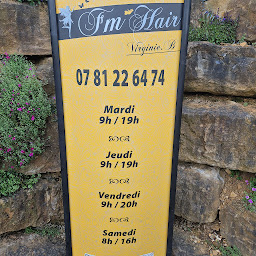 Fm Hair
Virginie. B
07 81 22 64 74
Mardi
9h / 19h
Jeudi
9h / 19h
Vendredi
9h / 20h
Samedi
8h / 16h